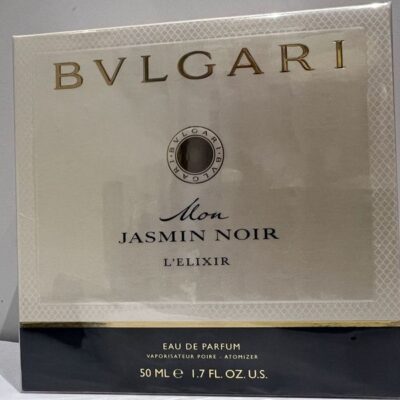 BVLGARI
BVLGARI · BVLGARI
Mon
JASMIN NOIR
L'ELIXIR
EAU DE PARFUM
VAPORISATEUR POIRE - ATOMIZER
50 ML ℮ 1.7 FL. OZ. U.S.